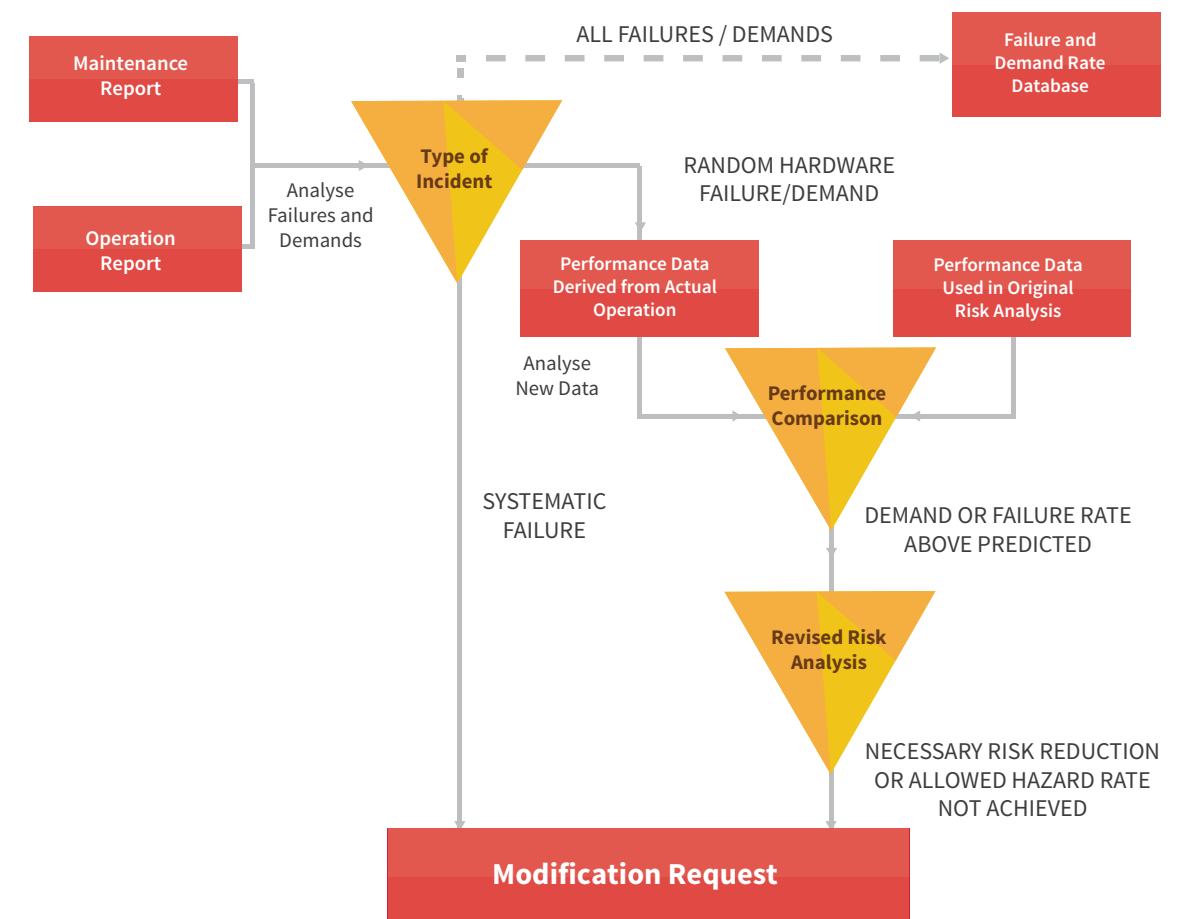 ALL FAILURES / DEMANDS
Failure and
Demand Rate
Database
Maintenance
Report
Type of
Incident
RANDOM HARDWARE
FAILURE/DEMAND
Analyse
Failures and
Demands
Operation
Report
Performance Data
Derived from Actual
Operation
Performance Data
Used in Original
Risk Analysis
Analyse
New Data
Performance
Comparison
SYSTEMATIC
FAILURE
DEMAND OR FAILURE RATE
ABOVE PREDICTED
Revised Risk
Analysis
NECESSARY RISK REDUCTION
OR ALLOWED HAZARD RATE
NOT ACHIEVED
Modification Request